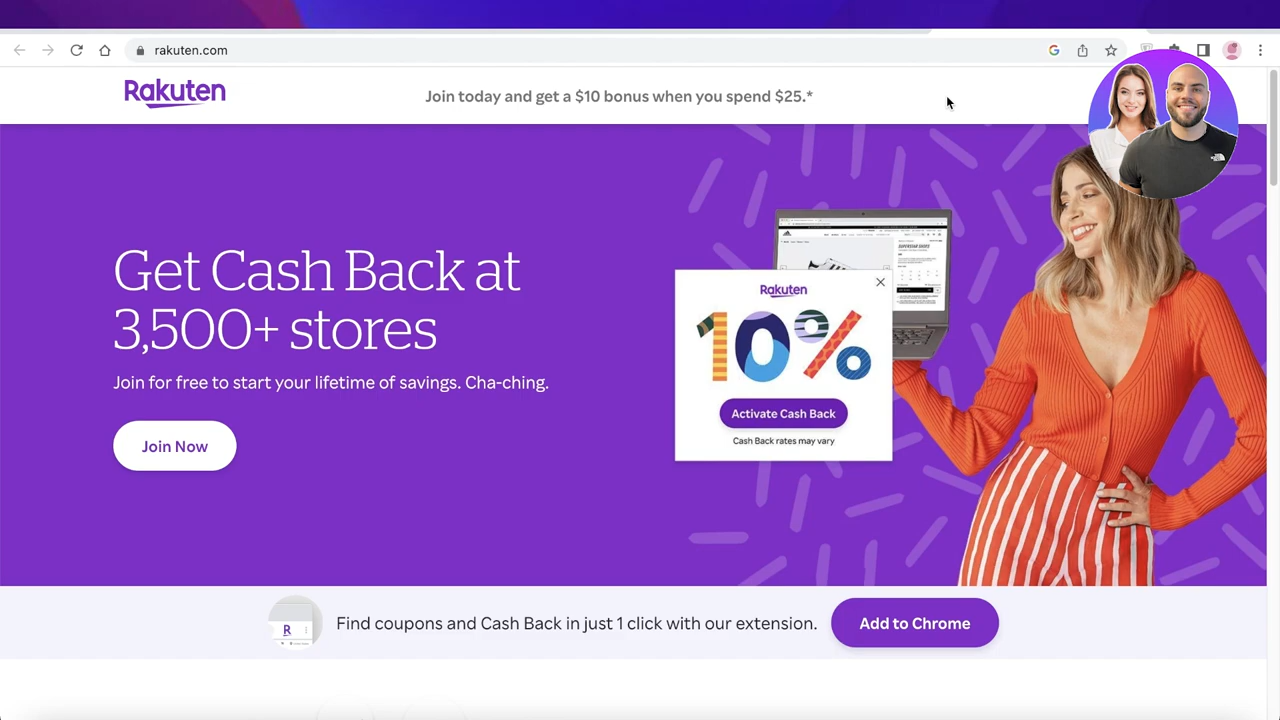 rakuten.com
Rakuten
Join today and get a $10 bonus when you spend $25.*
Get Cash Back at
3,500+ stores
Join for free to start your lifetime of savings. Cha-ching.
Join Now
Rakuten
10%
Activate Cash Back
Cash Back rates may vary
R
Find coupons and Cash Back in just 1 click with our extension.
Add to Chrome